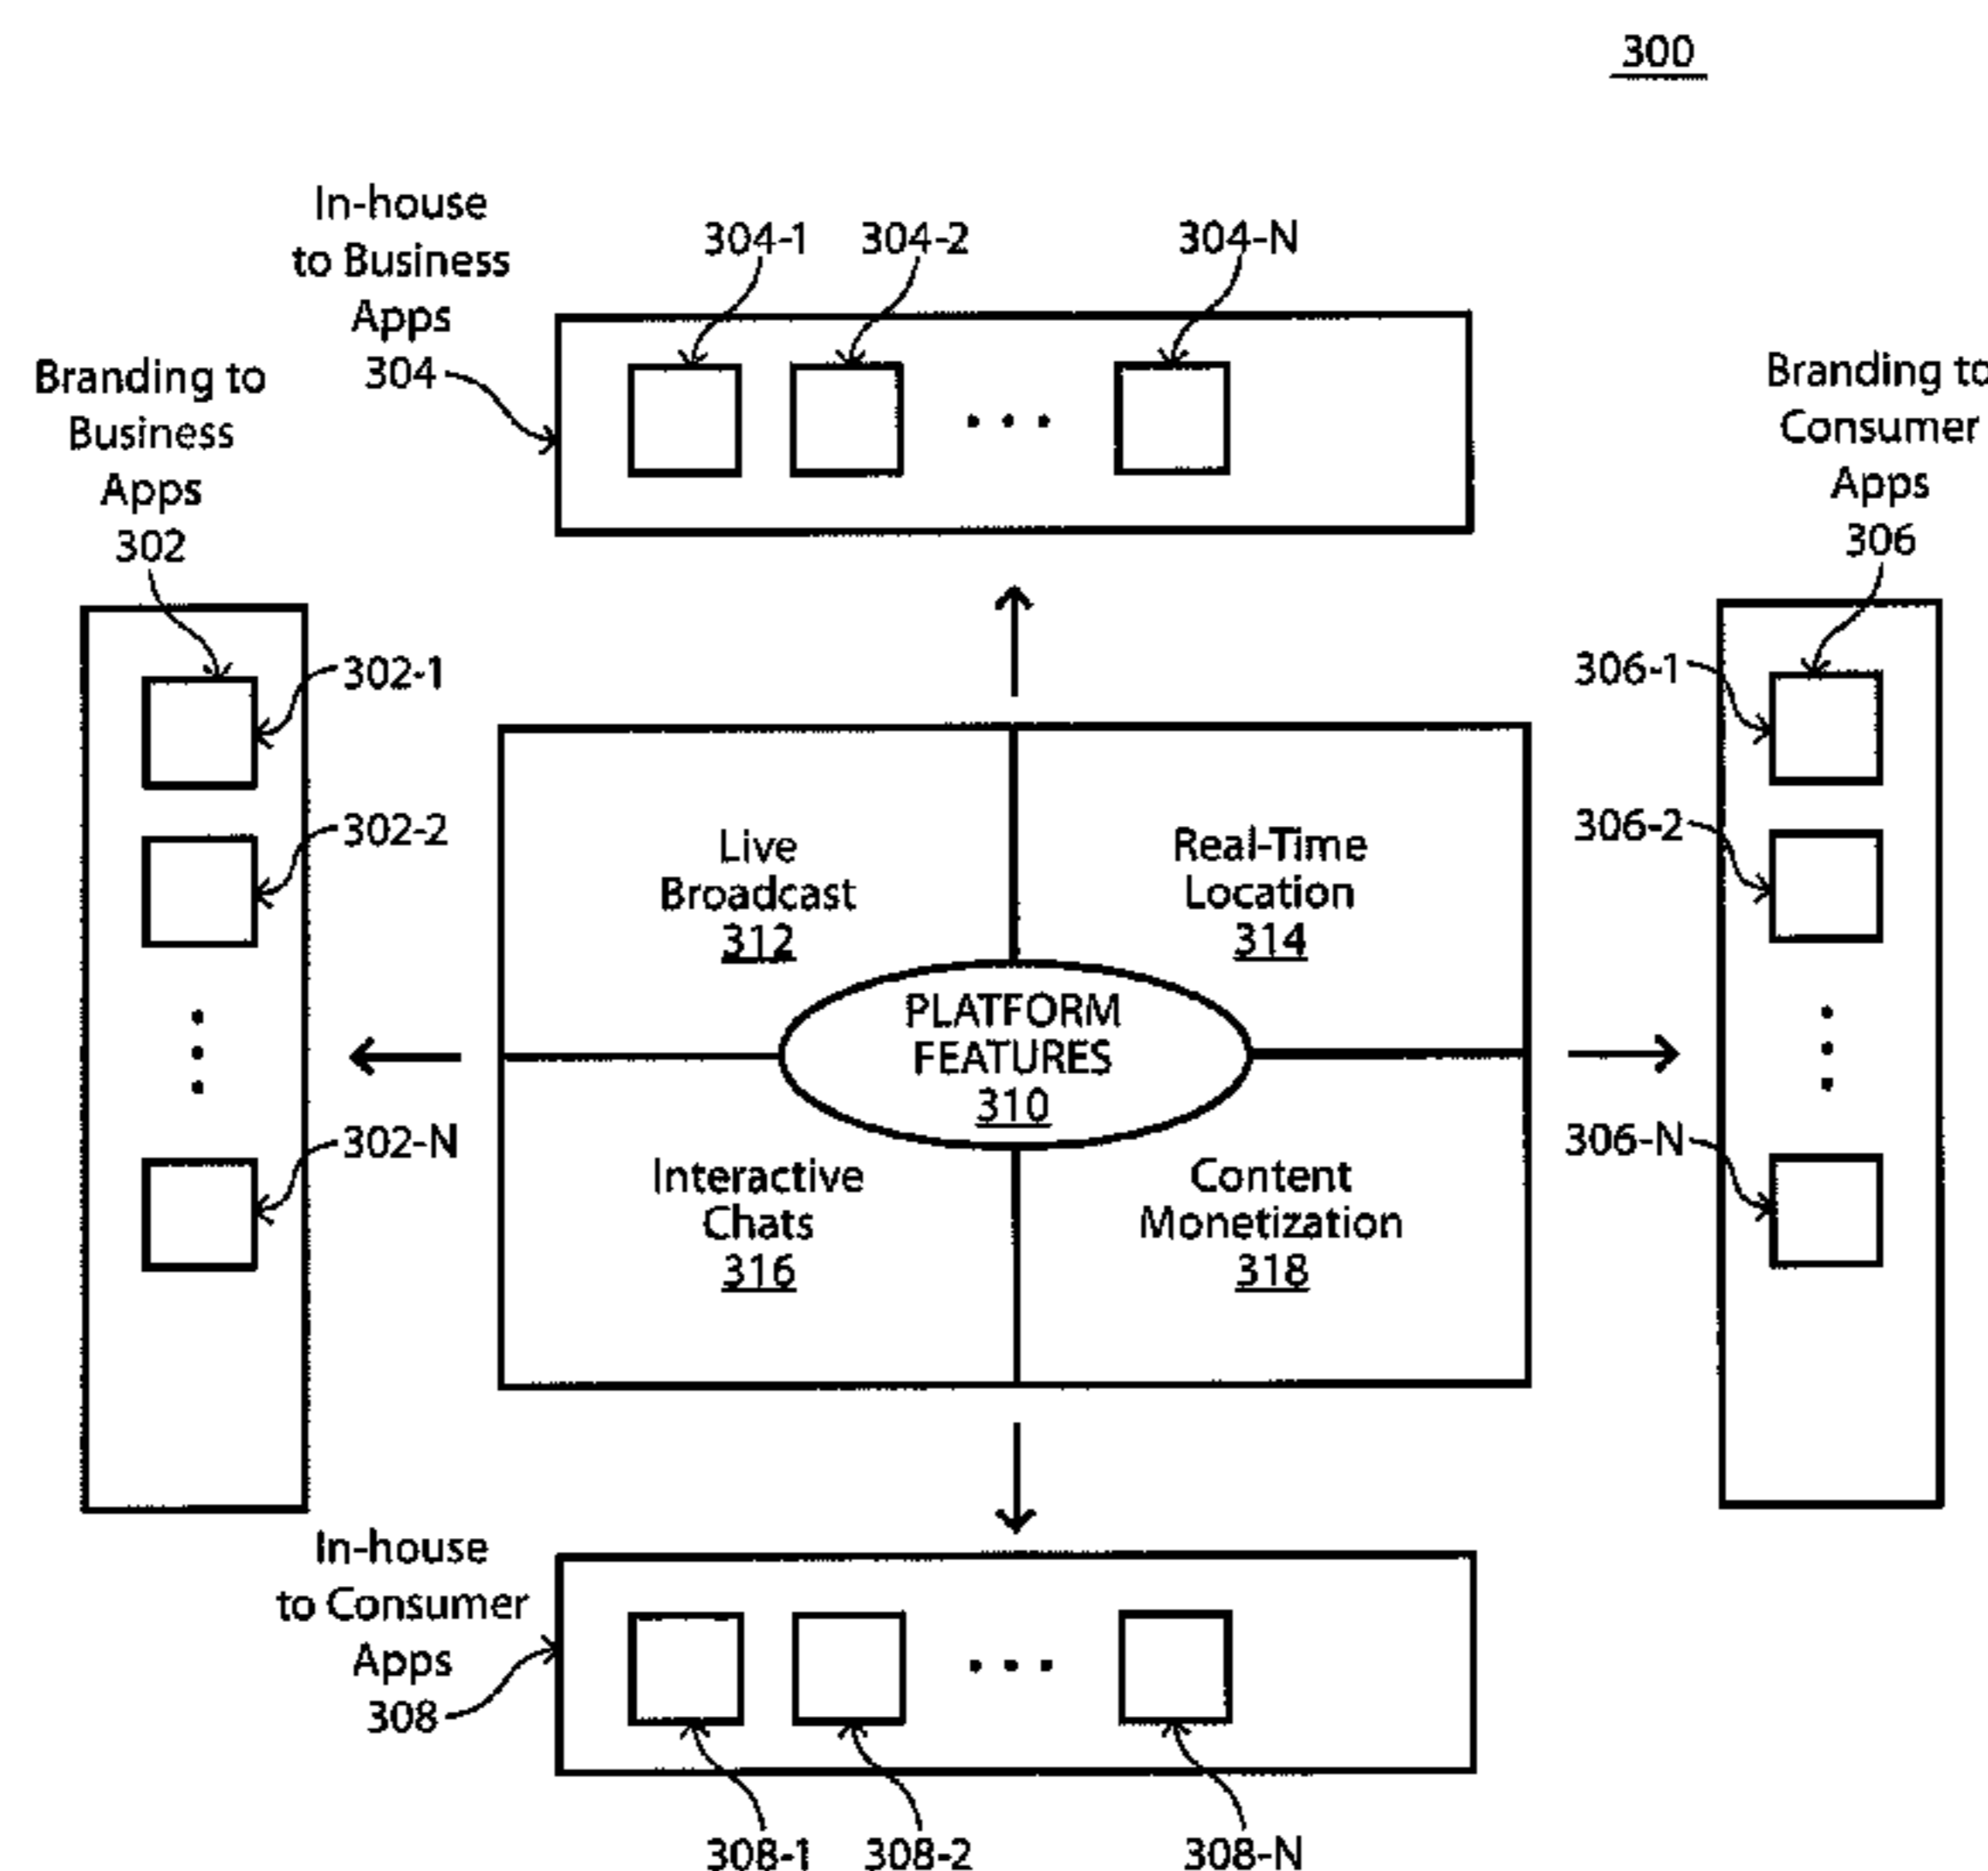 300
In-house
to Business
Apps
304
304-1
304-2
304-N
Branding to
Business
Apps
302
Branding to
Consumer
Apps
306
302-1
302-2
302-N
306-1
306-2
306-N
Live
Broadcast
312
Real-Time
Location
314
PLATFORM
FEATURES
310
Interactive
Chats
316
Content
Monetization
318
In-house
to Consumer
Apps
308
308-1
308-2
308-N